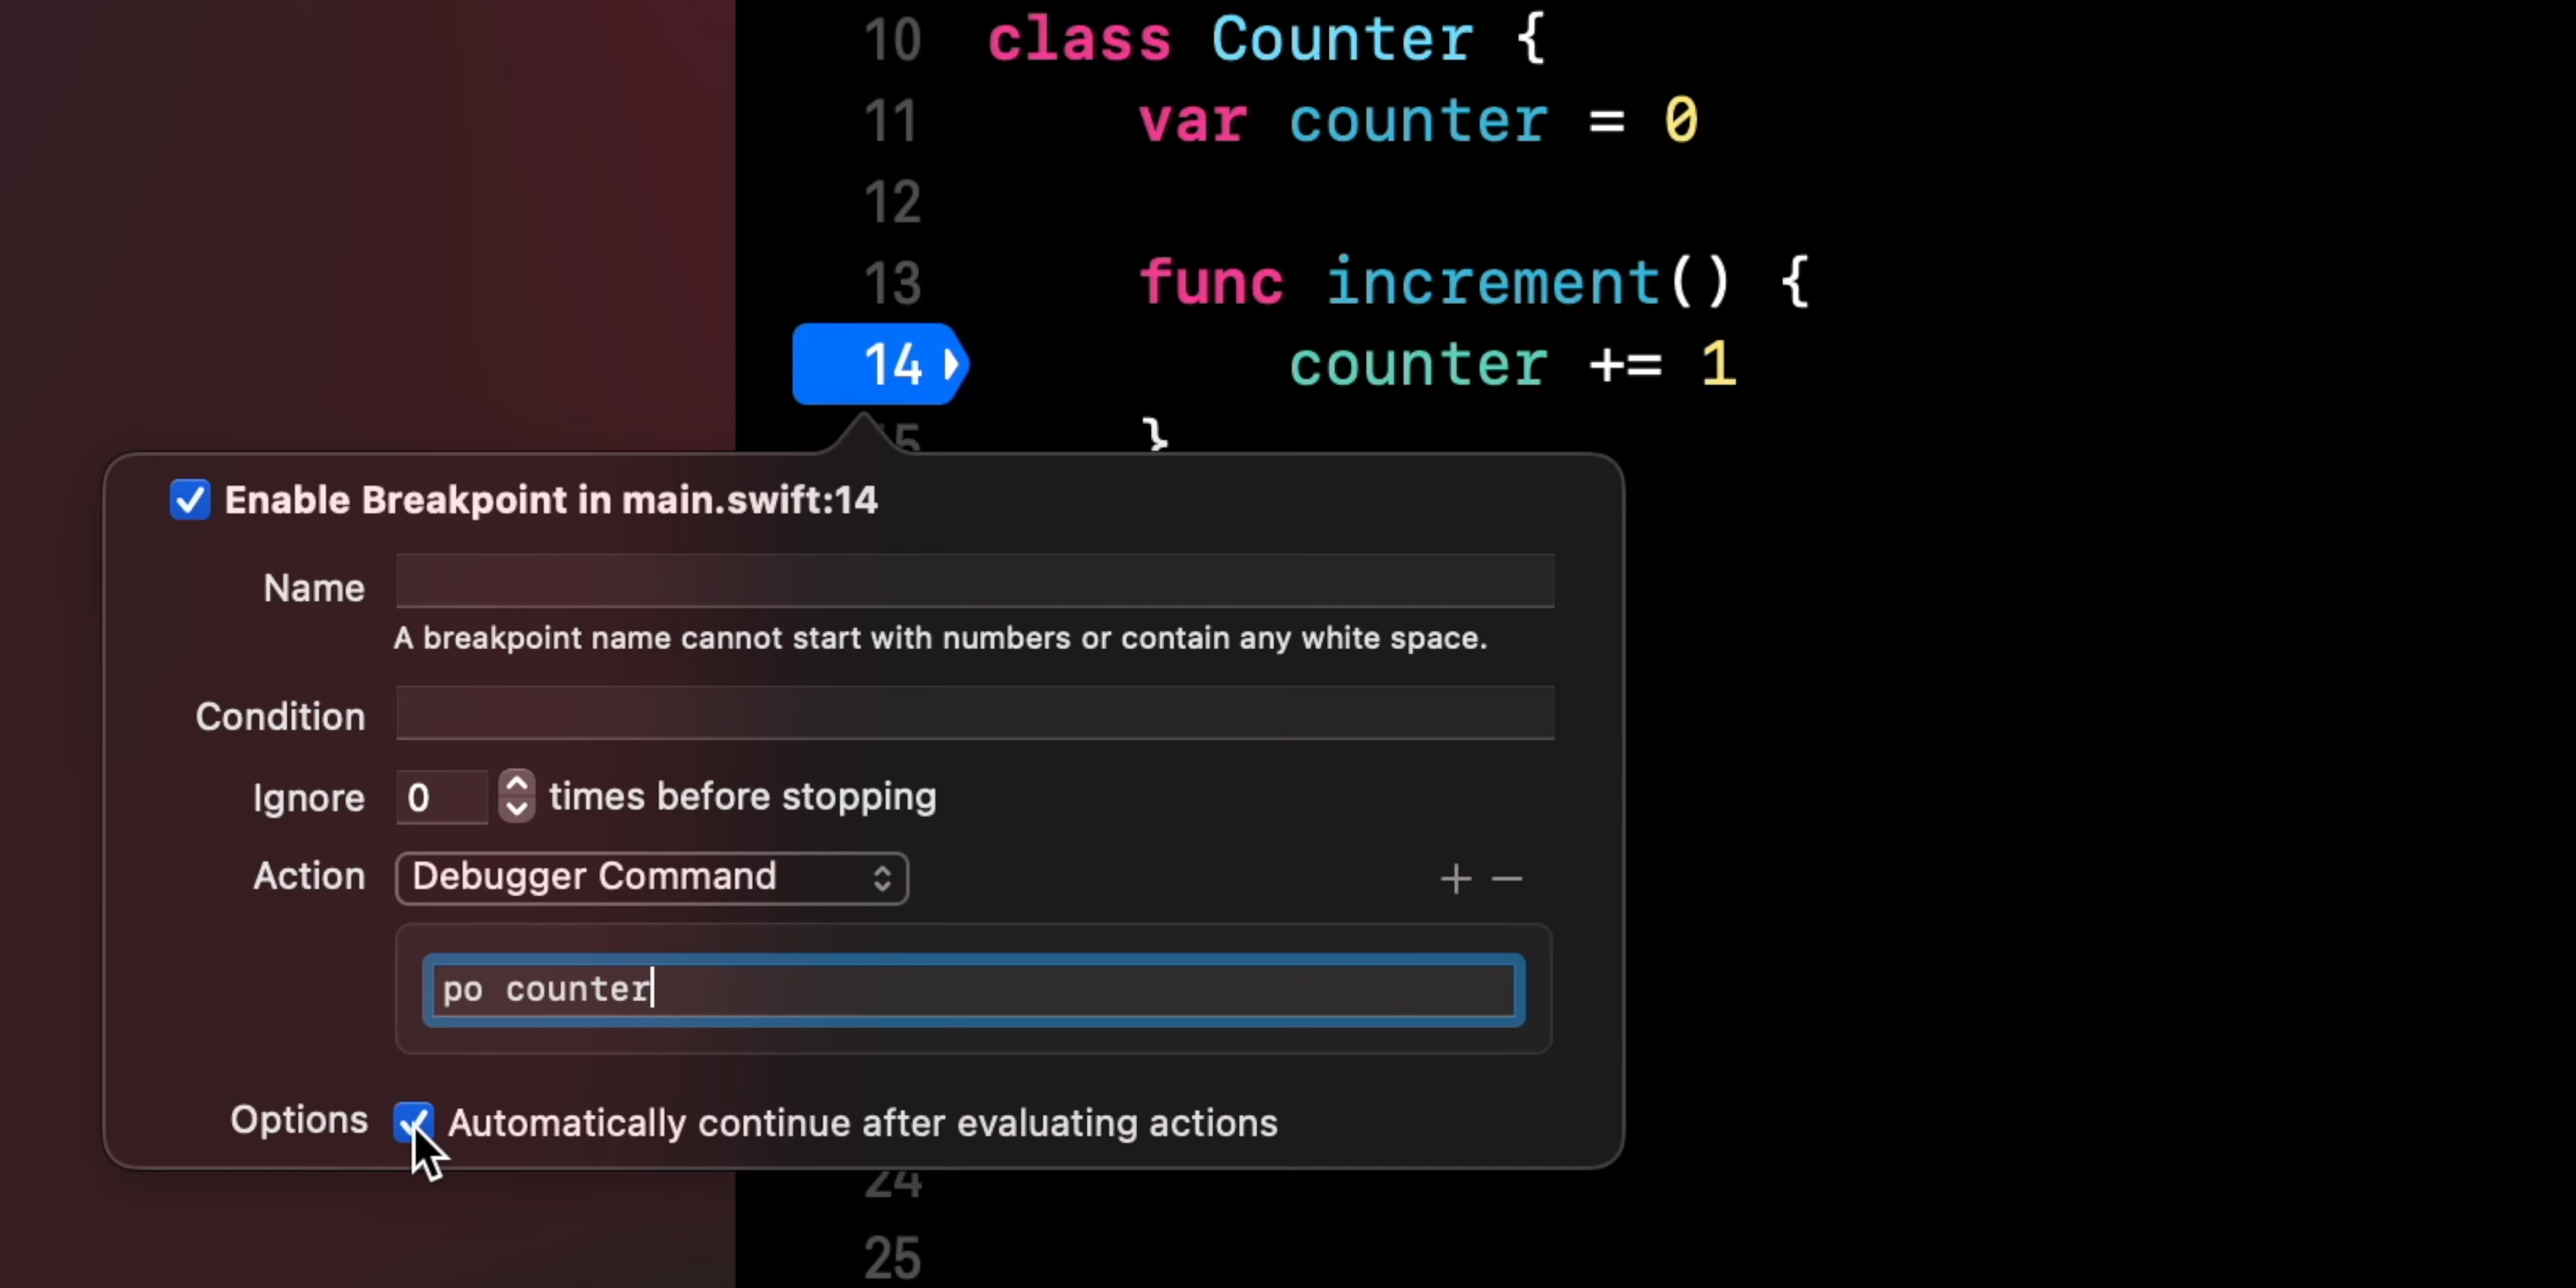 10 class Counter {
11 var counter = 0
12
13 func increment() {
14 counter += 1
}
Enable Breakpoint in main.swift:14
Name
A breakpoint name cannot start with numbers or contain any white space.
Condition
Ignore 0 times before stopping
Action Debugger Command + −
po counter
Options Automatically continue after evaluating actions
24
25